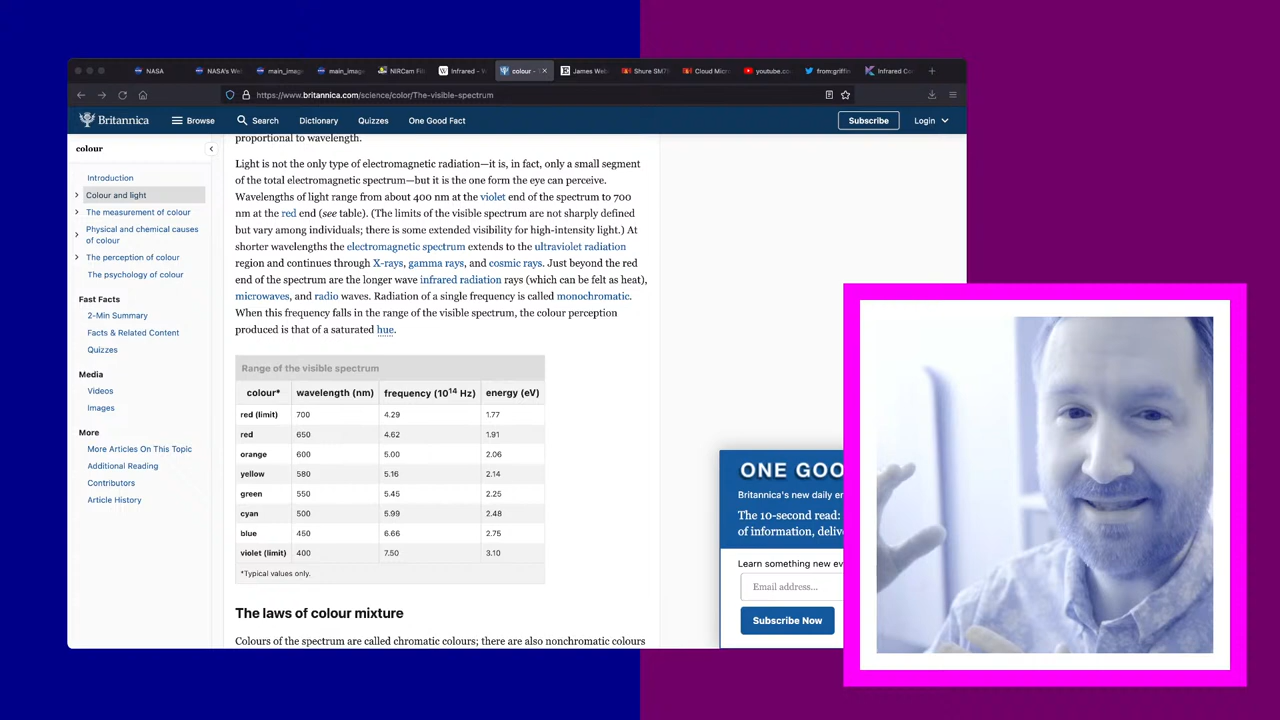 NASA
NASA's We
main_imag
main_imag
NIRCam Fil
Infrared – W
colour -
James Web
Shure SM7
Cloud Micr
youtube.co
from:griffin
Infrared Co
https://www.britannica.com/science/color/The-visible-spectrum
Britannica
Browse
Search
Dictionary
Quizzes
One Good Fact
Subscribe
Login
colour
Introduction
Colour and light
The measurement of colour
Physical and chemical causes
of colour
The perception of colour
The psychology of colour
Fast Facts
2-Min Summary
Facts & Related Content
Quizzes
Media
Videos
Images
More
More Articles On This Topic
Additional Reading
Contributors
Article History
proportional to wavelength.
Light is not the only type of electromagnetic radiation—it is, in fact, only a small segment
of the total electromagnetic spectrum—but it is the one form the eye can perceive.
Wavelengths of light range from about 400 nm at the violet end of the spectrum to 700
nm at the red end (see table). (The limits of the visible spectrum are not sharply defined
but vary among individuals; there is some extended visibility for high-intensity light.) At
shorter wavelengths the electromagnetic spectrum extends to the ultraviolet radiation
region and continues through X-rays, gamma rays, and cosmic rays. Just beyond the red
end of the spectrum are the longer wave infrared radiation rays (which can be felt as heat),
microwaves, and radio waves. Radiation of a single frequency is called monochromatic.
When this frequency falls in the range of the visible spectrum, the colour perception
produced is that of a saturated hue.
Range of the visible spectrum
colour* wavelength (nm) frequency (10¹⁴ Hz) energy (eV)
red (limit) 700 4.29 1.77
red 650 4.62 1.91
orange 600 5.00 2.06
yellow 580 5.16 2.14
green 550 5.45 2.25
cyan 500 5.99 2.48
blue 450 6.66 2.75
violet (limit) 400 7.50 3.10
*Typical values only.
The laws of colour mixture
Colours of the spectrum are called chromatic colours; there are also nonchromatic colours
ONE GOO
Britannica's new daily em
The 10-second read:
of information, delive
Learn something new ev
Email address...
Subscribe Now